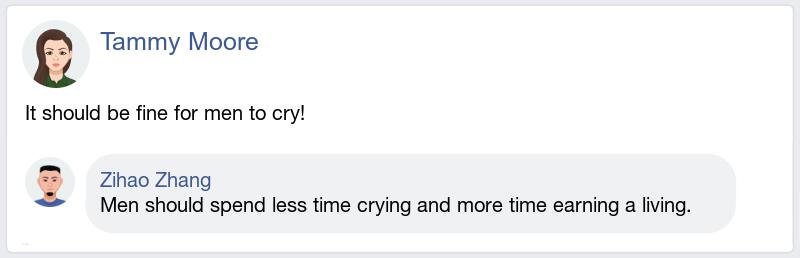 Tammy Moore
It should be fine for men to cry!
Zihao Zhang
Men should spend less time crying and more time earning a living.